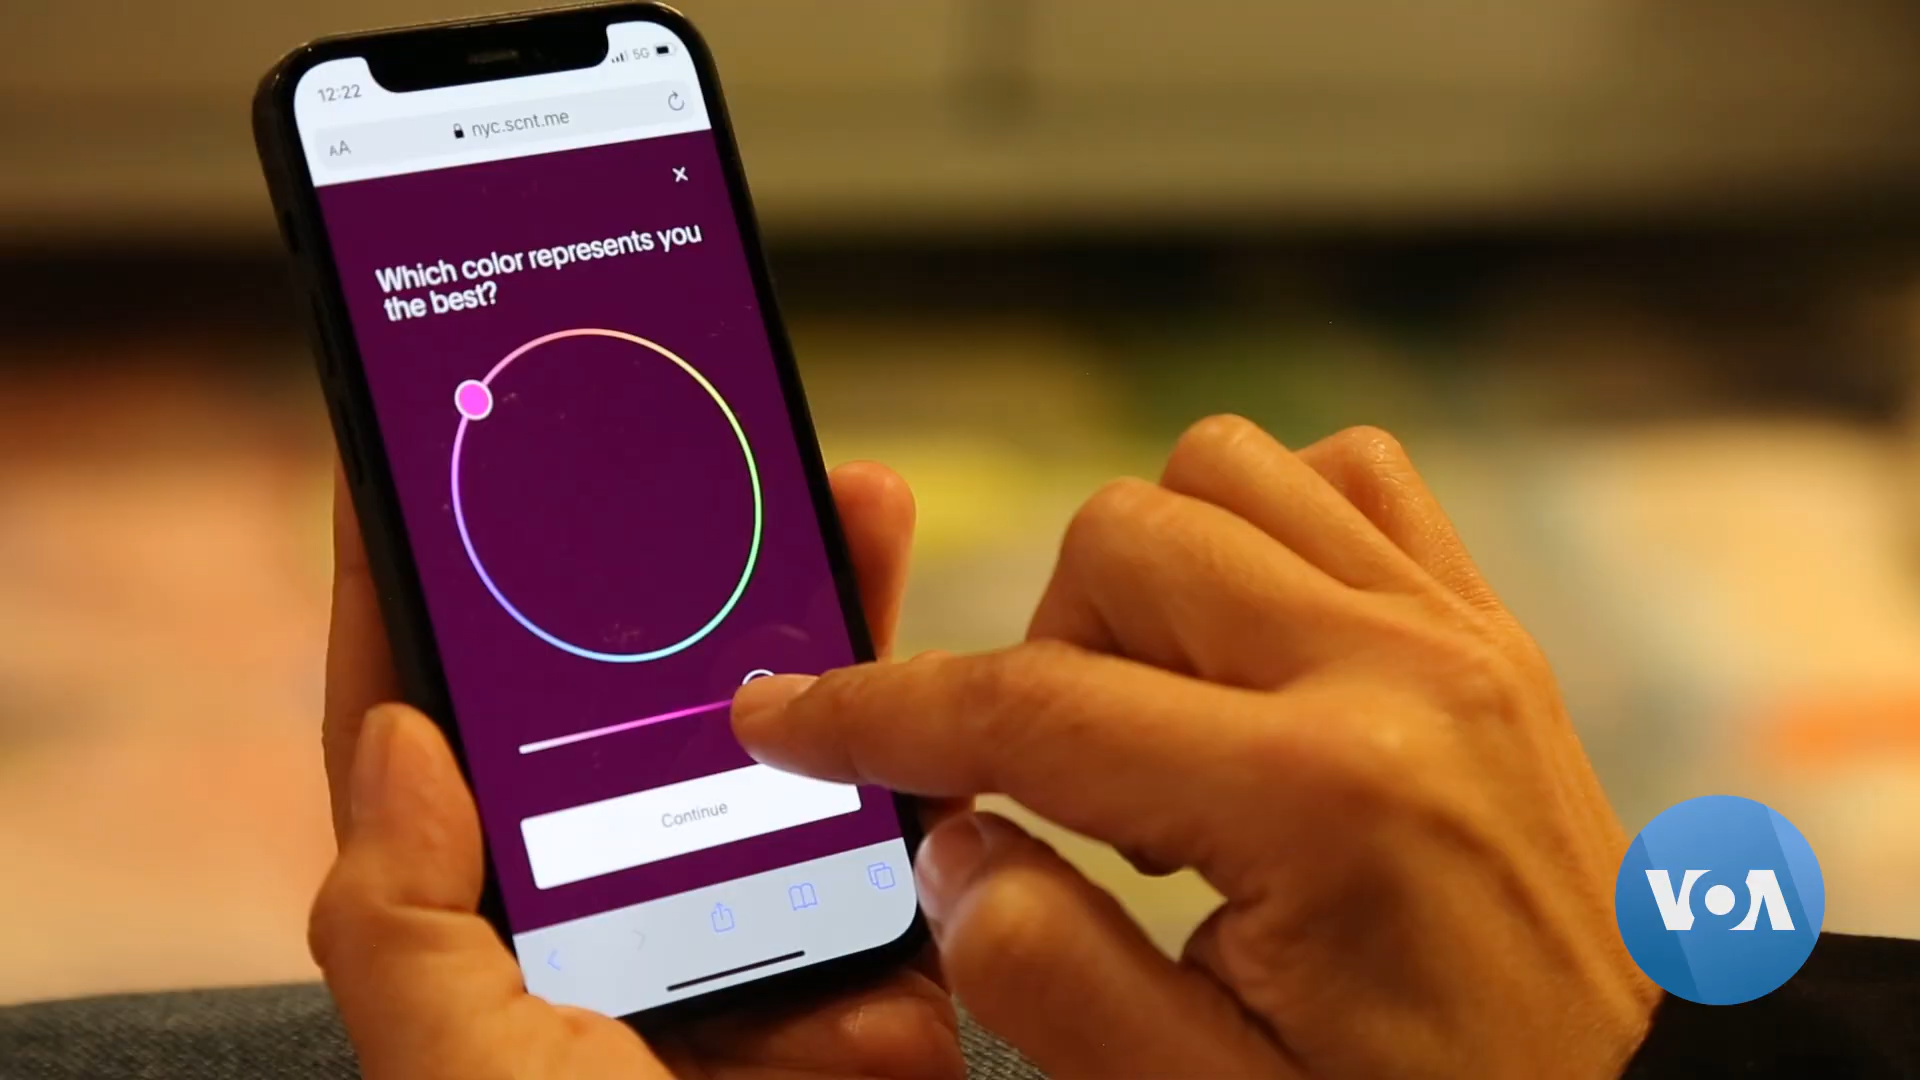 12:22
5G
AA
nyc.scnt.me
Which color represents you
the best?
Continue
VOA